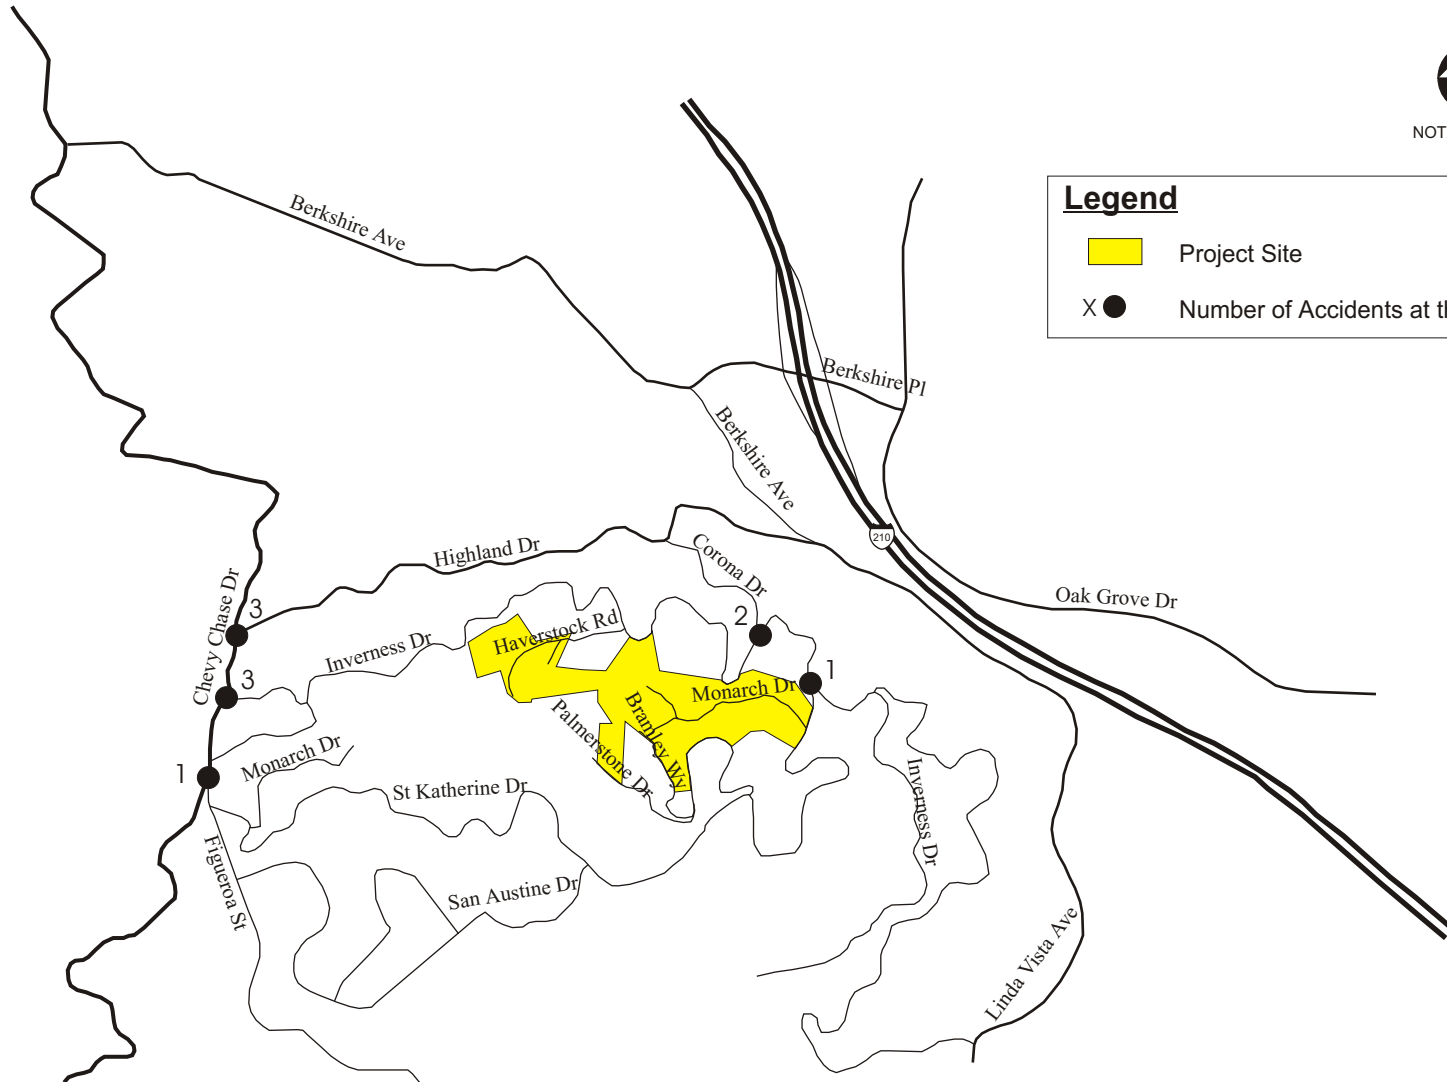 NOT
Legend
Project Site
X
Number of Accidents at
Berkshire Ave
Berkshire Pl
Berkshire Ave
210
Highland Dr
Corona Dr
Oak Grove Dr
Chevy Chase Dr
3
2
Haverstock Rd
Inverness Dr
3
1
Monarch Dr
Bramley Wy
Palmerstone Dr
Monarch Dr
1
St Katherine Dr
Inverness Dr
Figueroa St
San Austine Dr
Linda Vista Ave